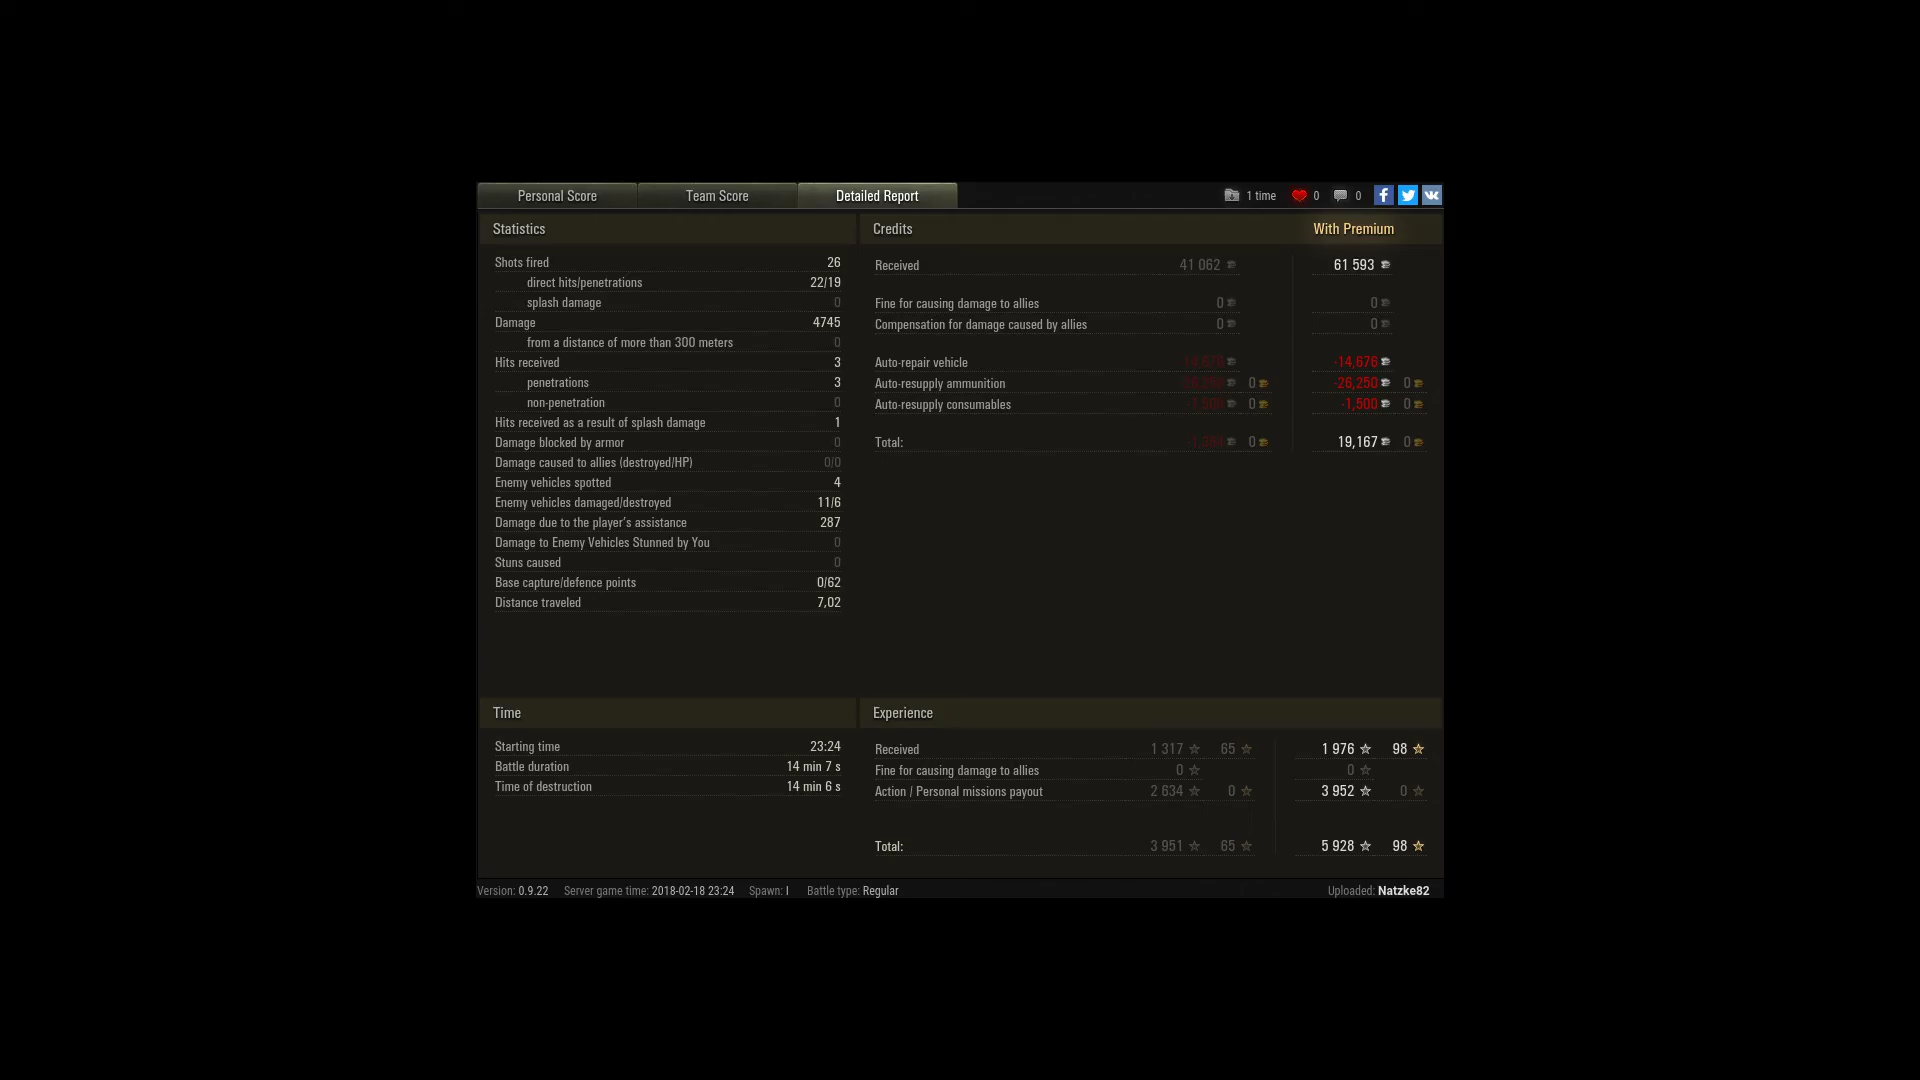 Personal Score Team Score Detailed Report 1 time 0 0
Statistics Credits With Premium
Shots fired 26
direct hits/penetrations 22/19
splash damage 0
Damage 4745
from a distance of more than 300 meters 0
Hits received 3
penetrations 3
non-penetration 0
Hits received as a result of splash damage 1
Damage blocked by armor 0
Damage caused to allies (destroyed/HP) 0/0
Enemy vehicles spotted 4
Enemy vehicles damaged/destroyed 11/6
Damage due to the player's assistance 287
Damage to Enemy Vehicles Stunned by You 0
Stuns caused 0
Base capture/defence points 0/62
Distance traveled 7,02
Received 41 062 61 593
Fine for causing damage to allies 0 0
Compensation for damage caused by allies 0 0
Auto-repair vehicle -14,676 -14,676
Auto-resupply ammunition -26,250 0 -26,250 0
Auto-resupply consumables -1,500 0 -1,500 0
Total: 0 19,167 0
Time Experience
Starting time 23:24
Battle duration 14 min 7 s
Time of destruction 14 min 6 s
Received 1 317 65 1 976 98
Fine for causing damage to allies 0 0
Action / Personal missions payout 2 634 0 3 952 0
Total: 3 951 65 5 928 98
Version: 0.9.22 Server game time: 2018-02-18 23:24 Spawn: I Battle type: Regular Uploaded: Natzke82